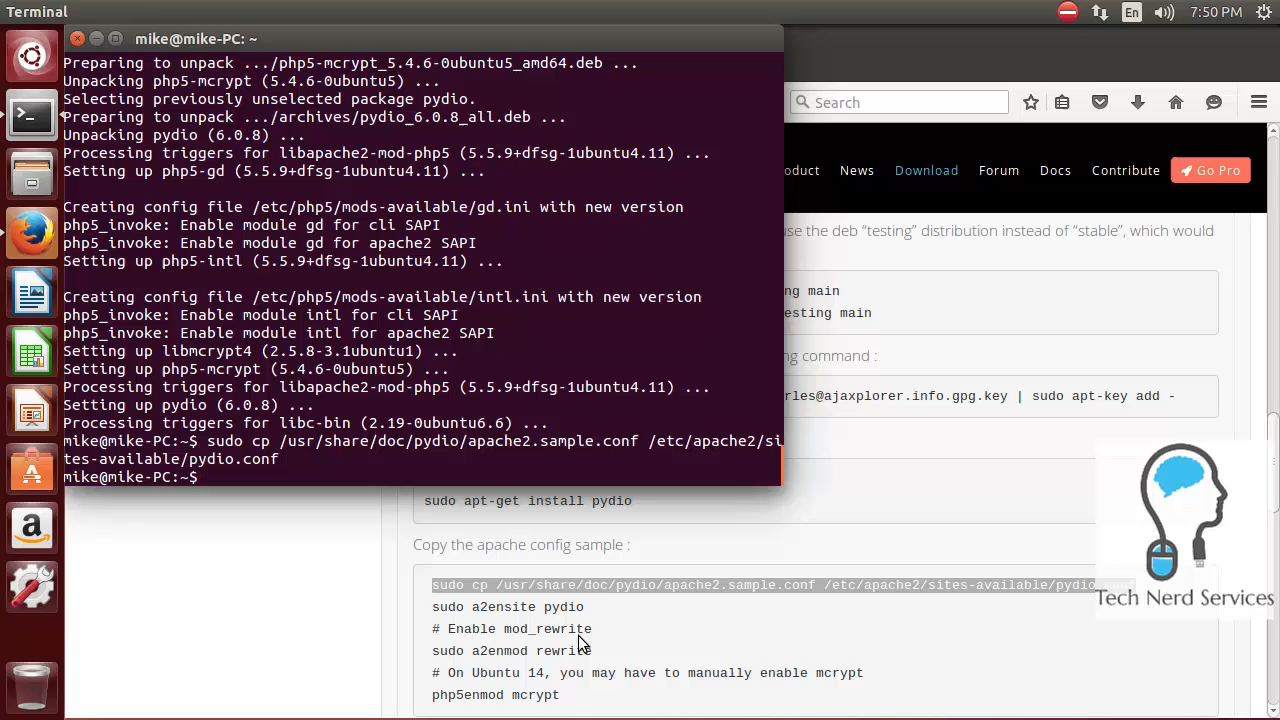 Terminal
En
7:50 PM
mike@mike-PC: ~
Preparing to unpack .../php5-mcrypt_5.4.6-0ubuntu5_amd64.deb ...
Unpacking php5-mcrypt (5.4.6-0ubuntu5) ...
Selecting previously unselected package pydio.
Preparing to unpack .../archives/pydio_6.0.8_all.deb ...
Unpacking pydio (6.0.8) ...
Processing triggers for libapache2-mod-php5 (5.5.9+dfsg-1ubuntu4.11) ...
Setting up php5-gd (5.5.9+dfsg-1ubuntu4.11) ...
Creating config file /etc/php5/mods-available/gd.ini with new version
php5_invoke: Enable module gd for cli SAPI
php5_invoke: Enable module gd for apache2 SAPI
Setting up php5-intl (5.5.9+dfsg-1ubuntu4.11) ...
Creating config file /etc/php5/mods-available/intl.ini with new version
php5_invoke: Enable module intl for cli SAPI
php5_invoke: Enable module intl for apache2 SAPI
Setting up libmcrypt4 (2.5.8-3.1ubuntu1) ...
Setting up php5-mcrypt (5.4.6-0ubuntu5) ...
Processing triggers for libapache2-mod-php5 (5.5.9+dfsg-1ubuntu4.11) ...
Setting up pydio (6.0.8) ...
Processing triggers for libc-bin (2.19-0ubuntu6.6) ...
mike@mike-PC:~$ sudo cp /usr/share/doc/pydio/apache2.sample.conf /etc/apache2/si
tes-available/pydio.conf
mike@mike-PC:~$
Search
oduct News Download Forum Docs Contribute Go Pro
use the deb “testing” distribution instead of “stable”, which would
ng main
esting main
ng command :
rles@ajaxplorer.info.gpg.key | sudo apt-key add -
sudo apt-get install pydio
Copy the apache config sample :
sudo cp /usr/share/doc/pydio/apache2.sample.conf /etc/apache2/sites-available/pydio.conf
sudo a2ensite pydio
# Enable mod_rewrite
sudo a2enmod rewrite
# On Ubuntu 14, you may have to manually enable mcrypt
php5enmod mcrypt
Tech Nerd Services